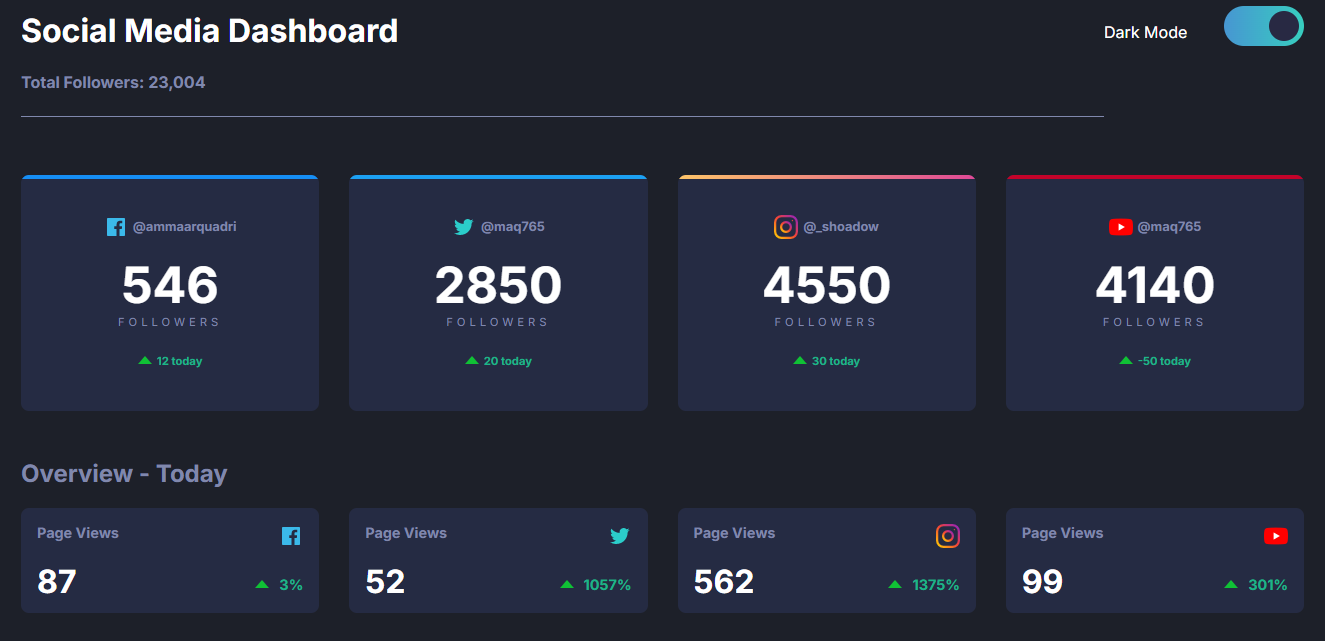 Social Media Dashboard
Dark Mode
Total Followers: 23,004
@ammaarquadri
546
FOLLOWERS
12 today
@maq765
2850
FOLLOWERS
20 today
@_shoadow
4550
FOLLOWERS
30 today
@maq765
4140
FOLLOWERS
-50 today
Overview - Today
Page Views
87
3%
Page Views
52
1057%
Page Views
562
1375%
Page Views
99
301%